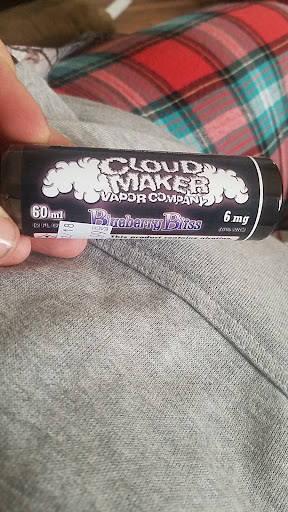 CLOUD
MAKER
VAPOR COMPANY
60 ml
Blueberry Bliss
6 mg
This product contains nicotine